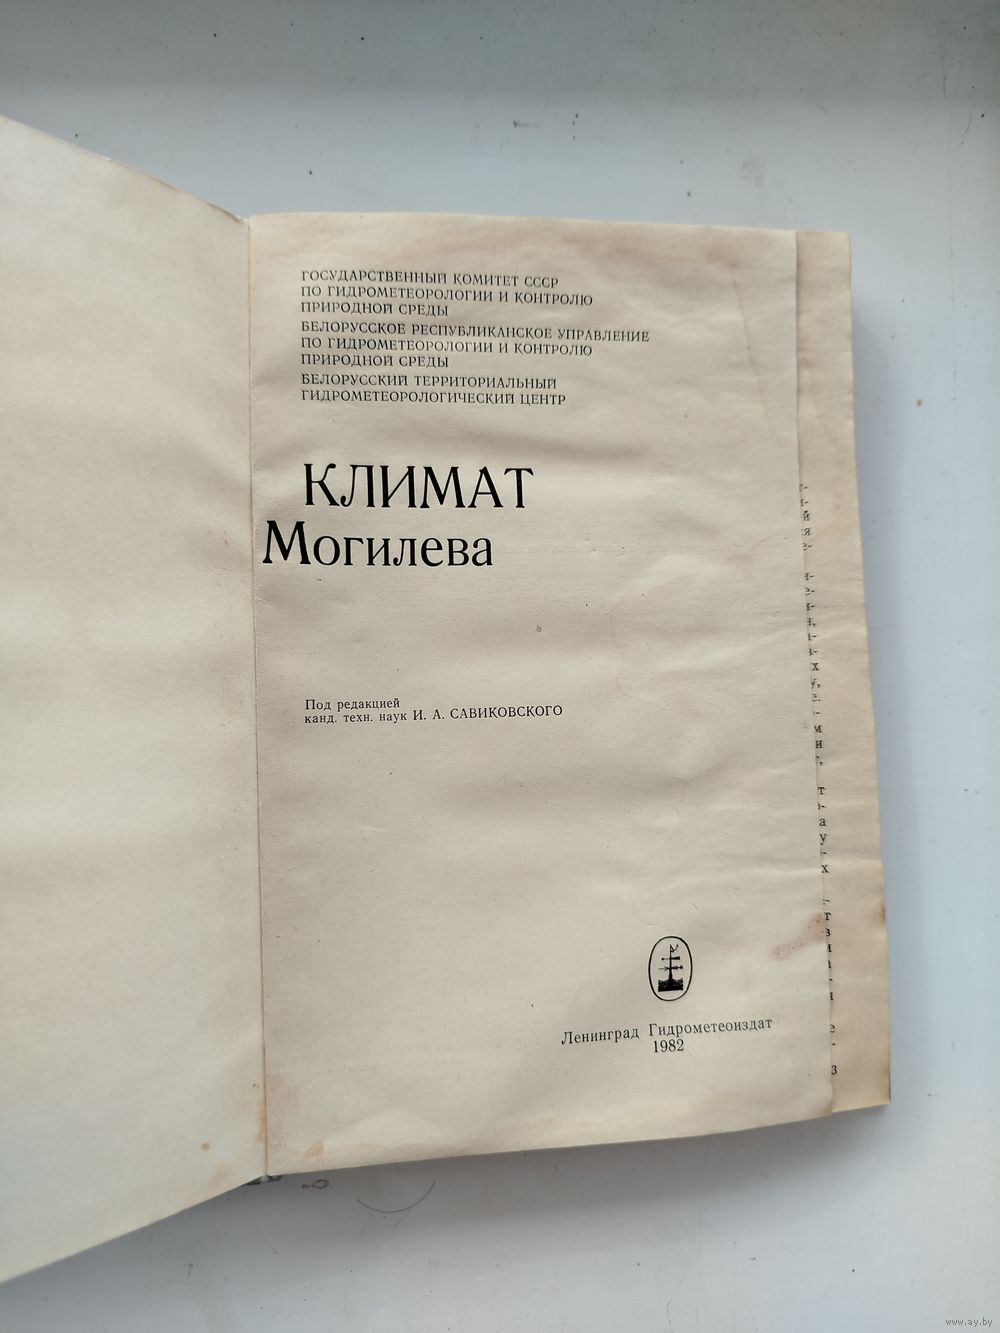 ГОСУДАРСТВЕННЫЙ КОМИТЕТ СССР
ПО ГИДРОМЕТЕОРОЛОГИИ И КОНТРОЛЮ
ПРИРОДНОЙ СРЕДЫ
БЕЛОРУССКОЕ РЕСПУБЛИКАНСКОЕ УПРАВЛЕНИЕ
ПО ГИДРОМЕТЕОРОЛОГИИ И КОНТРОЛЮ
ПРИРОДНОЙ СРЕДЫ
БЕЛОРУССКИЙ ТЕРРИТОРИАЛЬНЫЙ
ГИДРОМЕТЕОРОЛОГИЧЕСКИЙ ЦЕНТР
КЛИМАТ
Могилева
Под редакцией
канд. техн. наук И. А. САВИКОВСКОГО
Ленинград Гидрометеоиздат
1982
www.ay.by